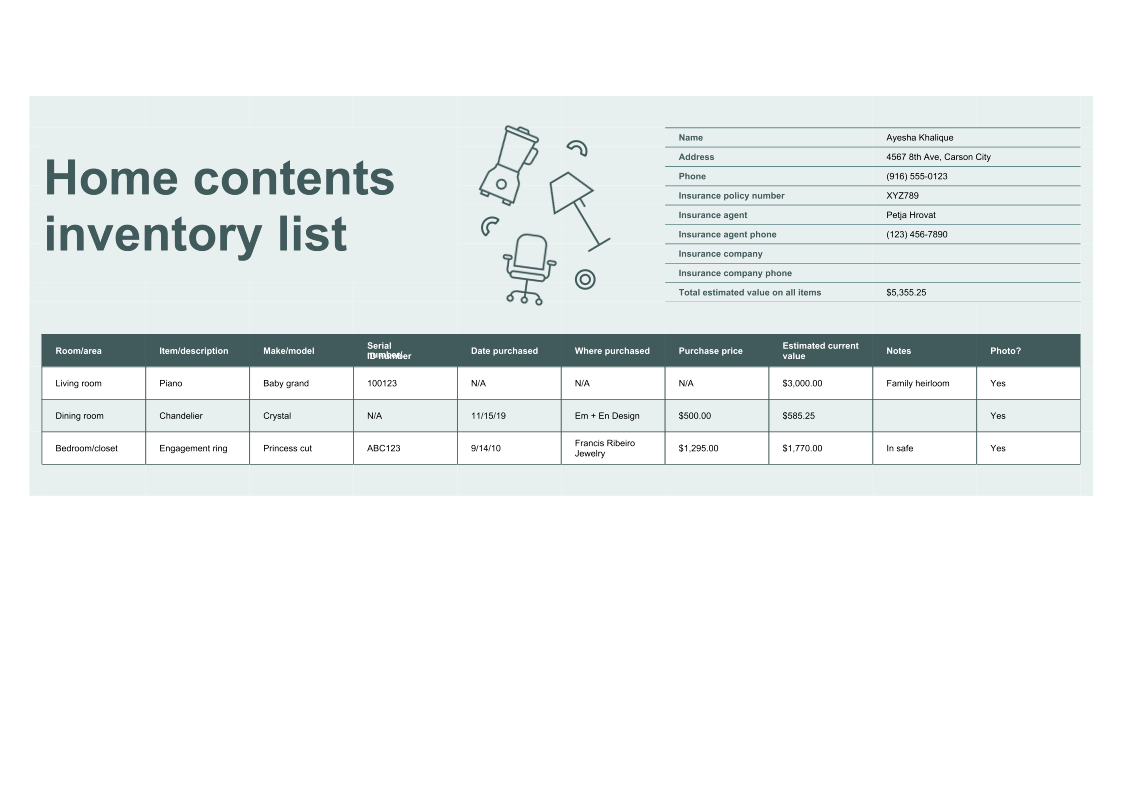 Home contents
inventory list
Name Ayesha Khalique
Address 4567 8th Ave, Carson City
Phone (916) 555-0123
Insurance policy number XYZ789
Insurance agent Petja Hrovat
Insurance agent phone (123) 456-7890
Insurance company
Insurance company phone
Total estimated value on all items $5,355.25
Room/area Item/description Make/model Serial number/ ID number Date purchased Where purchased Purchase price Estimated current value Notes Photo?
Living room Piano Baby grand 100123 N/A N/A N/A $3,000.00 Family heirloom Yes
Dining room Chandelier Crystal N/A 11/15/19 Em + En Design $500.00 $585.25 Yes
Bedroom/closet Engagement ring Princess cut ABC123 9/14/10 Francis Ribeiro Jewelry $1,295.00 $1,770.00 In safe Yes